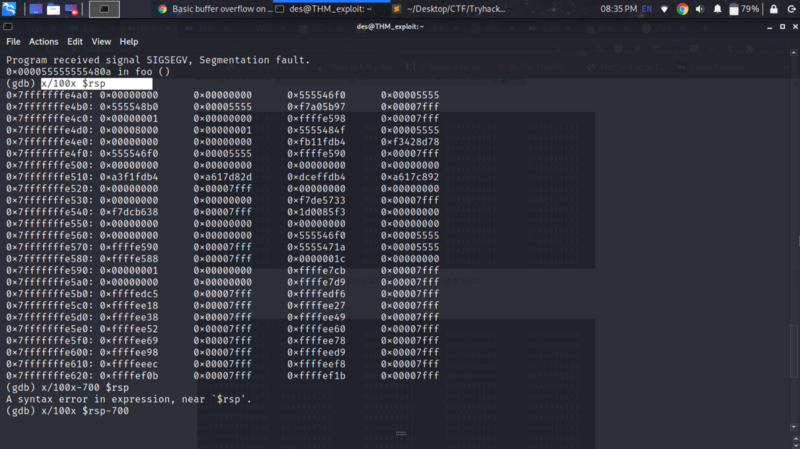 Basic buffer overflow on ...
des@THM_exploit: ~
~/Desktop/CTF/Tryhack...
08:35 PM
EN
79%
des@THM_exploit: ~
File Actions Edit View Help
Program received signal SIGSEGV, Segmentation fault.
0×000055555555480a in foo ()
(gdb) x/100x $rsp
0×7fffffffe4a0: 0×00000000 0×00000000 0×555546f0 0×00005555
0×7fffffffe4b0: 0×555548b0 0×00005555 0×f7a05b97 0×00007fff
0×7fffffffe4c0: 0×00000001 0×00000000 0×ffffe598 0×00007fff
0×7fffffffe4d0: 0×00008000 0×00000001 0×5555484f 0×00005555
0×7fffffffe4e0: 0×00000000 0×00000000 0×fb11fdb4 0×f3428d78
0×7fffffffe4f0: 0×555546f0 0×00005555 0×ffffe590 0×00007fff
0×7fffffffe500: 0×00000000 0×00000000 0×00000000 0×00000000
0×7fffffffe510: 0×a3f1fdb4 0×a617d82d 0×dceffdb4 0×a617c892
0×7fffffffe520: 0×00000000 0×00007fff 0×00000000 0×00000000
0×7fffffffe530: 0×00000000 0×00000000 0×f7de5733 0×00007fff
0×7fffffffe540: 0×f7dcb638 0×00007fff 0×1d0085f3 0×00000000
0×7fffffffe550: 0×00000000 0×00000000 0×00000000 0×00000000
0×7fffffffe560: 0×00000000 0×00000000 0×555546f0 0×00005555
0×7fffffffe570: 0×ffffe590 0×00007fff 0×5555471a 0×00005555
0×7fffffffe580: 0×ffffe588 0×00007fff 0×0000001c 0×00000000
0×7fffffffe590: 0×00000001 0×00000000 0×ffffe7cb 0×00007fff
0×7fffffffe5a0: 0×00000000 0×00000000 0×ffffe7d9 0×00007fff
0×7fffffffe5b0: 0×ffffedc5 0×00007fff 0×ffffedf6 0×00007fff
0×7fffffffe5c0: 0×ffffee18 0×00007fff 0×ffffee27 0×00007fff
0×7fffffffe5d0: 0×ffffee38 0×00007fff 0×ffffee49 0×00007fff
0×7fffffffe5e0: 0×ffffee52 0×00007fff 0×ffffee60 0×00007fff
0×7fffffffe5f0: 0×ffffee69 0×00007fff 0×ffffee78 0×00007fff
0×7fffffffe600: 0×ffffee98 0×00007fff 0×ffffeed9 0×00007fff
0×7fffffffe610: 0×ffffeeec 0×00007fff 0×ffffeef8 0×00007fff
0×7fffffffe620: 0×ffffef0b 0×00007fff 0×ffffef1b 0×00007fff
(gdb) x/100x-700 $rsp
A syntax error in expression, near `$rsp'.
(gdb) x/100x $rsp-700